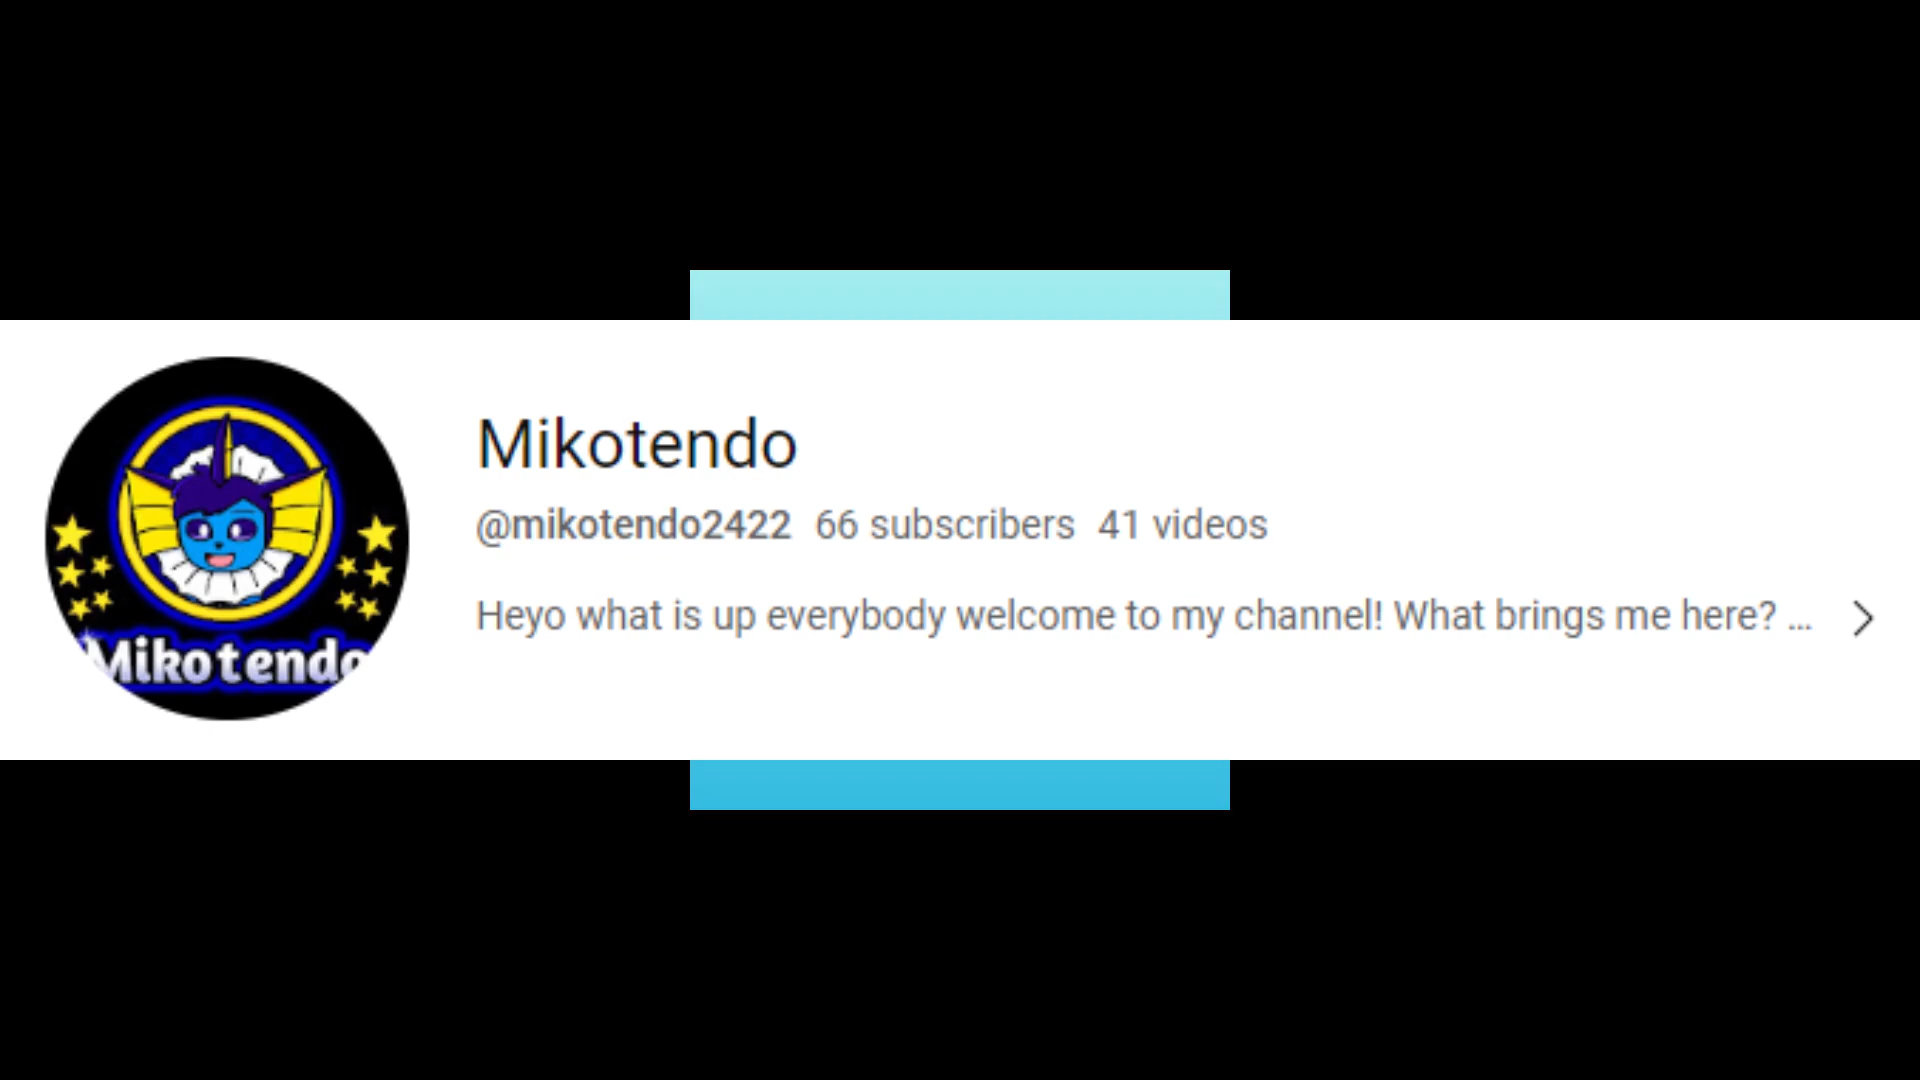 Mikotendo
@mikotendo2422 66 subscribers 41 videos
Heyo what is up everybody welcome to my channel! What brings me here? ...
Mikotendo